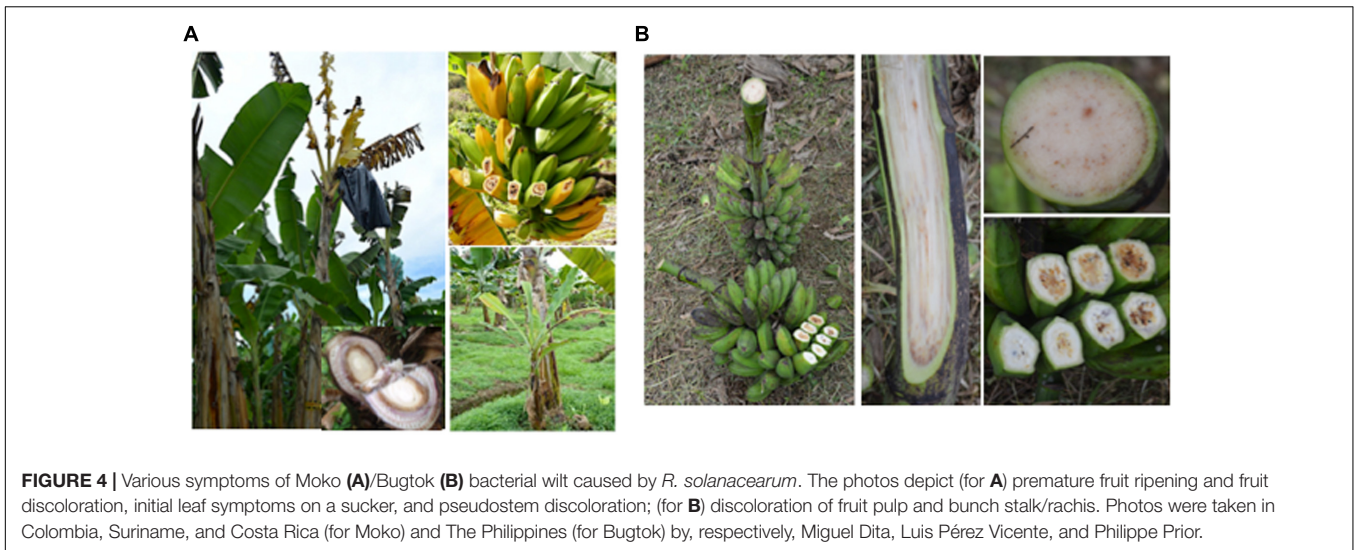 A
B
FIGURE 4 | Various symptoms of Moko (A)/Bugtok (B) bacterial wilt caused by R. solanacearum. The photos depict (for A) premature fruit ripening and fruit
discoloration, initial leaf symptoms on a sucker, and pseudostem discoloration; (for B) discoloration of fruit pulp and bunch stalk/rachis. Photos were taken in
Colombia, Suriname, and Costa Rica (for Moko) and The Philippines (for Bugtok) by, respectively, Miguel Dita, Luis Pérez Vicente, and Philippe Prior.